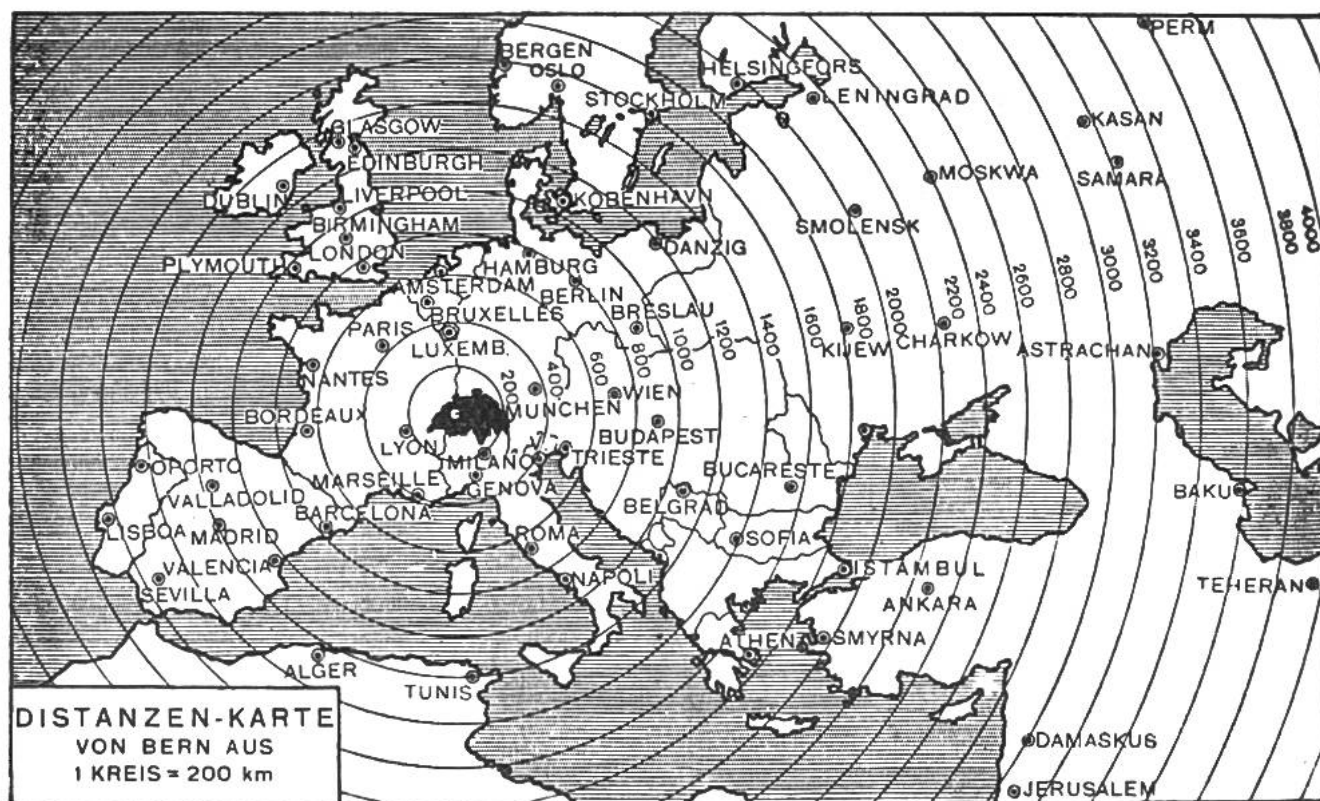 PERM
BERGEN
OSLO
HELSINGFORS
STOCKHOLM
LENINGRAD
GLASGOW
KASAN
EDINBURGH
MOSKWA
SAMARA
DUBLIN
LIVERPOOL
KOBENHAVN
BIRMINGHAM
SMOLENSK
DANZIG
PLYMOUTH
LONDON
HAMBURG
AMSTERDAM
BERLIN
BRUXELLES
BRESLAU
PARIS
LUXEMB.
KIJEW
CHARKOW
ASTRACHAN
200
400
600
800
1000
1200
1400
1600
1800
2000
2200
2400
2600
2800
3000
3200
3400
3600
3800
4000
NANTES
WIEN
MUNCHEN
BORDEAUX
LYON
BUDAPEST
MILANO
TRIESTE
OPORTO
BUCARESTE
MARSEILLE
GENOVA
VALLADOLID
BAKU
BELGRAD
BARCELONA
LISBOA
MADRID
ROMA
SOFIA
VALENCIA
ISTAMBUL
NAPOLI
TEHERAN
SEVILLA
ANKARA
ATHEN
SMYRNA
ALGER
TUNIS
DAMASKUS
JERUSALEM
DISTANZEN-KARTE
VON BERN AUS
1 KREIS = 200 km